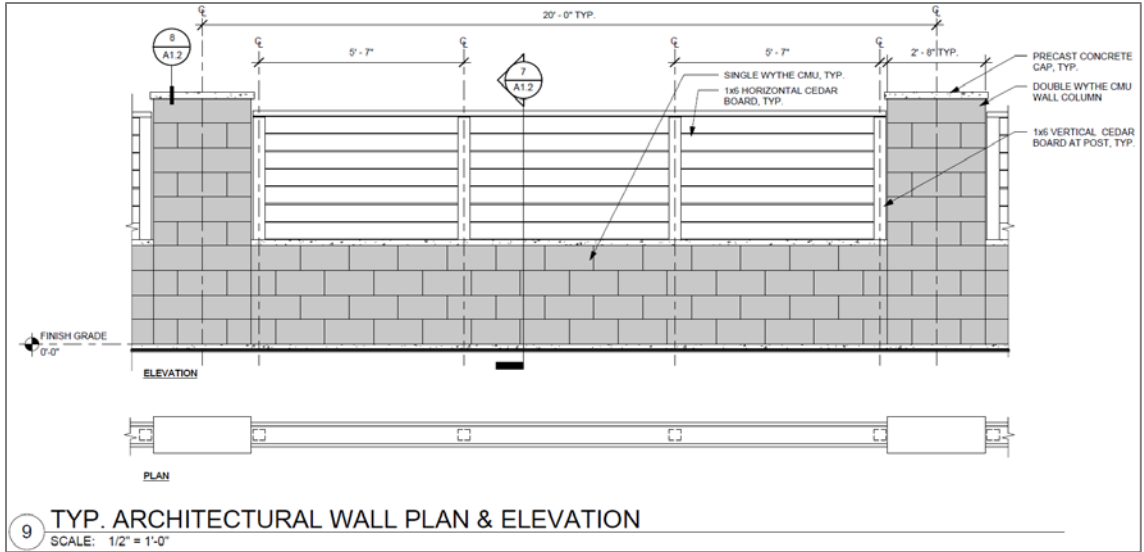 ℄
20' - 0" TYP.
℄
8
A1.2
℄
5' - 7"
℄
7
A1.2
℄
5' - 7"
℄
2' - 8" TYP.
SINGLE WYTHE CMU, TYP.
1x6 HORIZONTAL CEDAR
BOARD, TYP.
PRECAST CONCRETE
CAP, TYP.
DOUBLE WYTHE CMU
WALL COLUMN
1x6 VERTICAL CEDAR
BOARD AT POST, TYP.
FINISH GRADE
0'-0"
ELEVATION
PLAN
9
TYP. ARCHITECTURAL WALL PLAN & ELEVATION
SCALE: 1/2" = 1'-0"